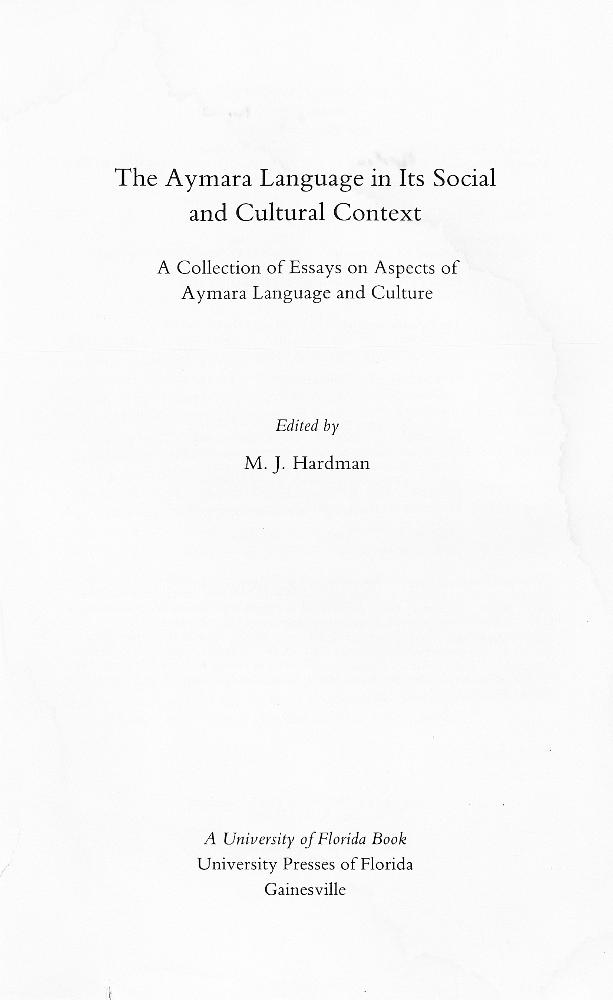 The Aymara Language in Its Social
and Cultural Context
A Collection of Essays on Aspects of
Aymara Language and Culture
Edited by
M. J. Hardman
A University of Florida Book
University Presses of Florida
Gainesville